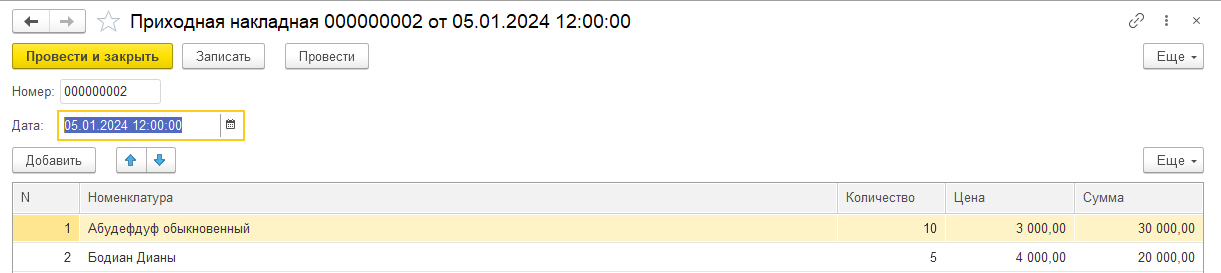 Приходная накладная 000000002 от 05.01.2024 12:00:00
Провести и закрыть Записать Провести Еще
Номер: 000000002
Дата: 05.01.2024 12:00:00
Добавить Еще
N Номенклатура Количество Цена Сумма
1 Абудефдуф обыкновенный 10 3 000,00 30 000,00
2 Бодиан Дианы 5 4 000,00 20 000,00